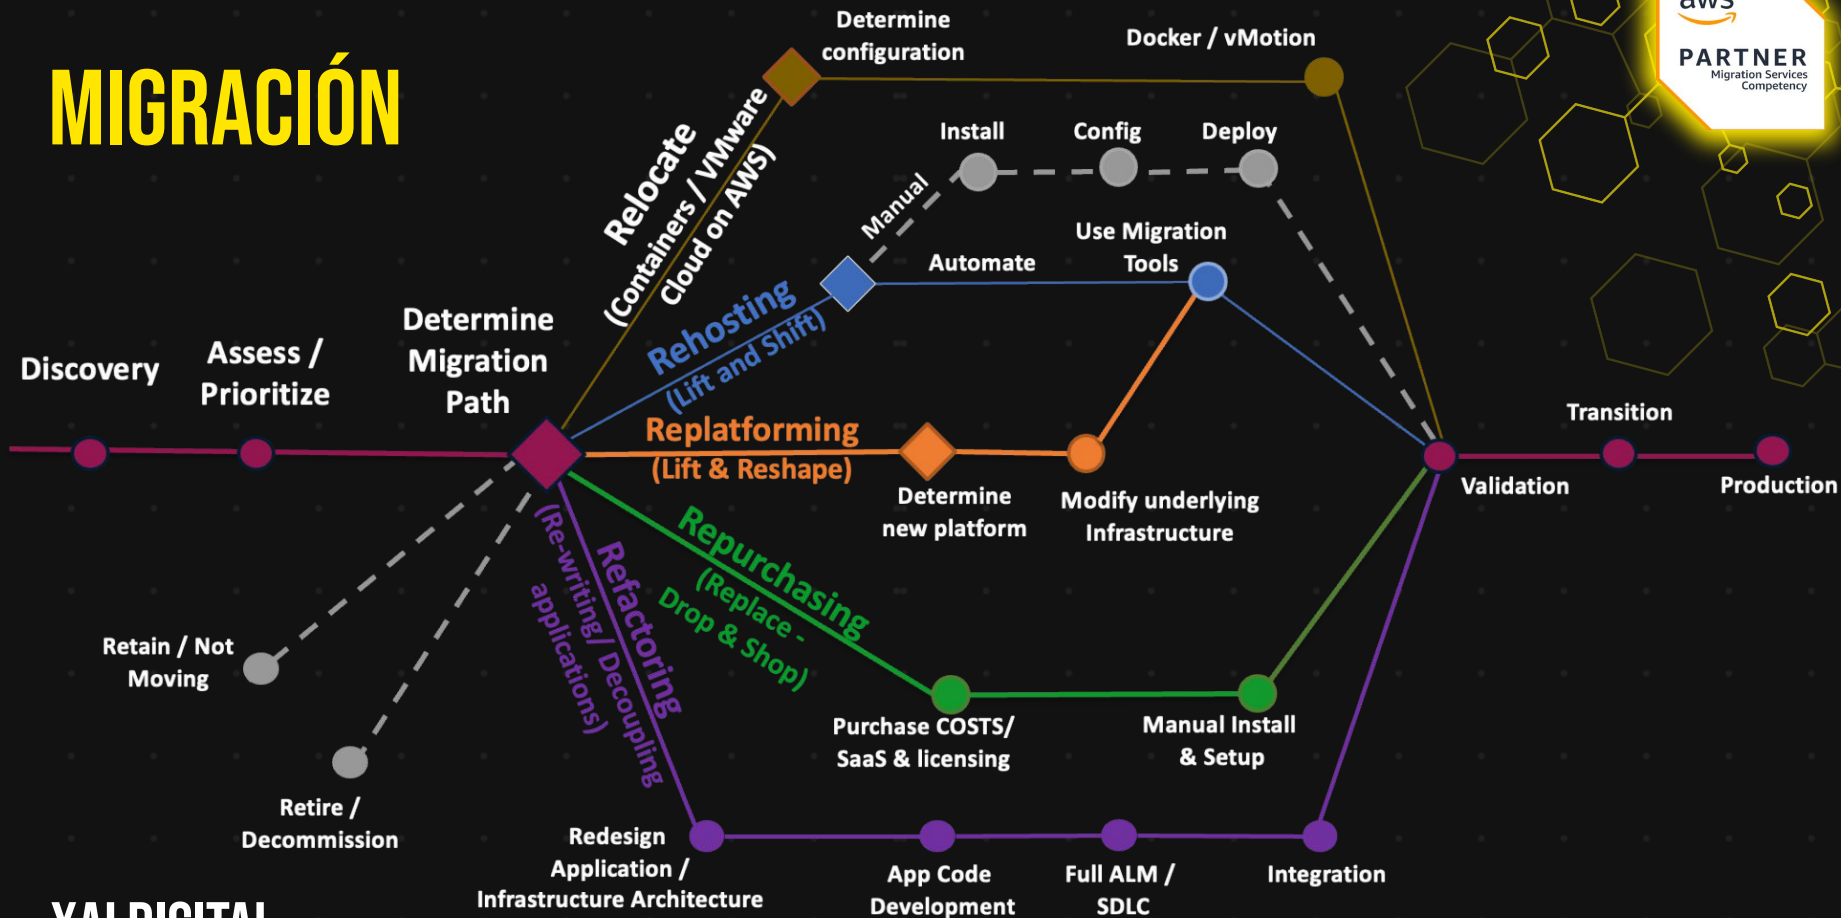 MIGRACIÓN
aws
PARTNER
Migration Services
Competency
Determine
configuration
Docker / vMotion
Relocate
(Containers / VMware
Cloud on AWS)
Install
Config
Deploy
Manual
Automate
Use Migration
Tools
Rehosting
(Lift and Shift)
Discovery
Assess /
Prioritize
Determine
Migration
Path
Replatforming
(Lift & Reshape)
Determine
new platform
Modify underlying
Infrastructure
Validation
Transition
Production
Repurchasing
(Replace -
Drop & Shop)
Purchase COSTS/
SaaS & licensing
Manual Install
& Setup
Refactoring
(Re-writing/ Decoupling
applications)
Retain / Not
Moving
Retire /
Decommission
Redesign
Application /
Infrastructure Architecture
App Code
Development
Full ALM /
SDLC
Integration
XALDIGITAL